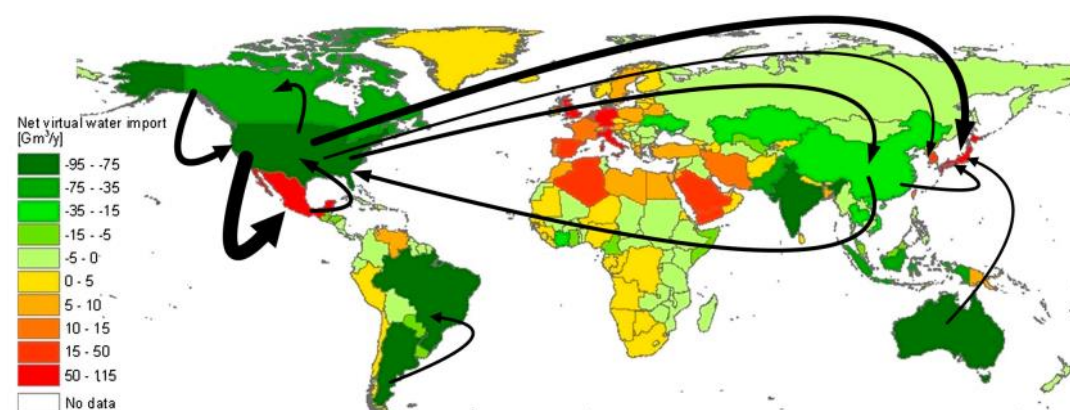 Net virtual water import
[Gm³/y]
-95 - -75
-75 - -35
-35 - -15
-15 - -5
-5 - 0
0 - 5
5 - 10
10 - 15
15 - 50
50 - 115
No data